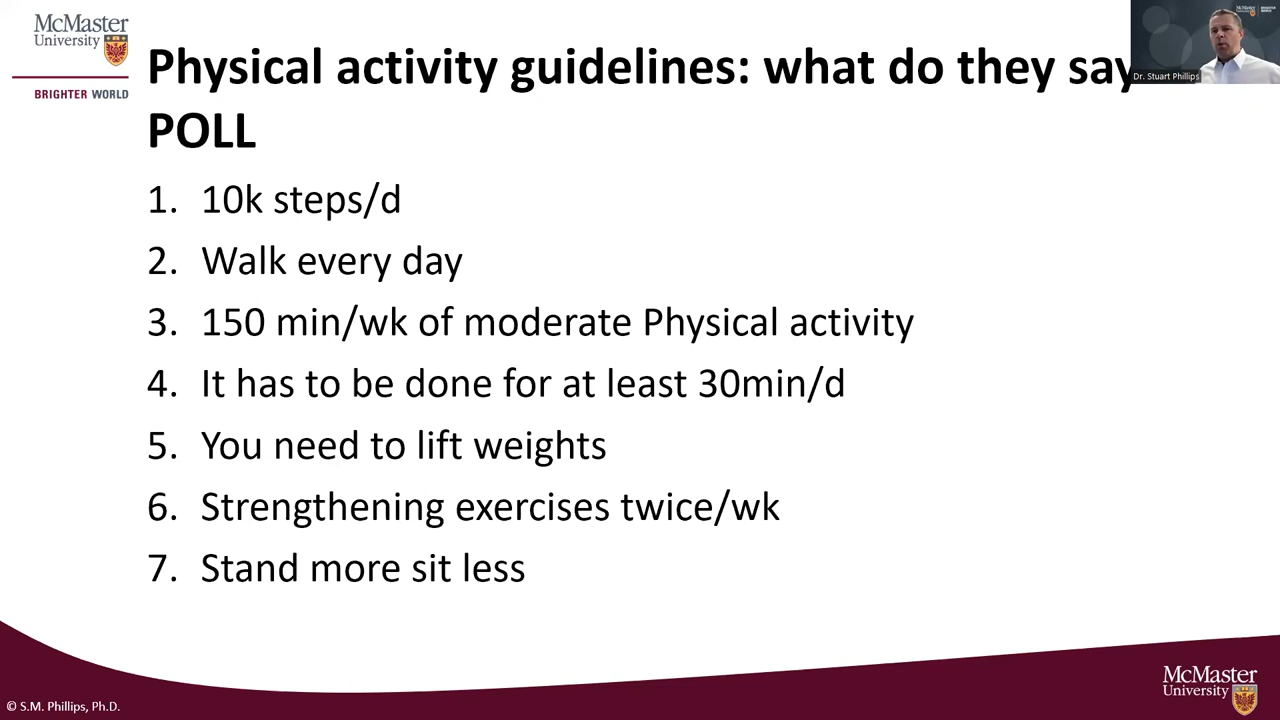 McMaster
University
BRIGHTER WORLD
Physical activity guidelines: what do they say
POLL
1. 10k steps/d
2. Walk every day
3. 150 min/wk of moderate Physical activity
4. It has to be done for at least 30min/d
5. You need to lift weights
6. Strengthening exercises twice/wk
7. Stand more sit less
McMaster
BRIGHTER
WORLD
Dr. Stuart Phillips
© S.M. Phillips, Ph.D.
McMaster
University